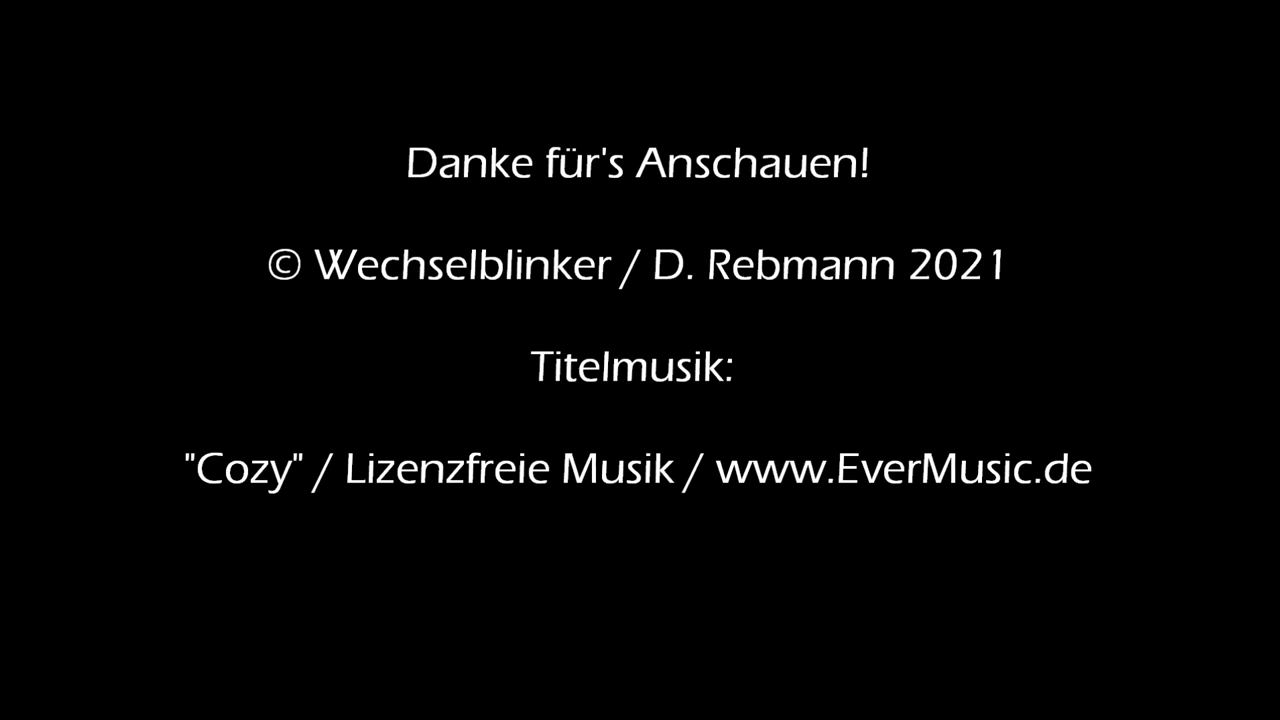 Danke für's Anschauen!
© Wechselblinker / D. Rebmann 2021
Titelmusik:
"Cozy" / Lizenzfreie Musik / www.EverMusic.de